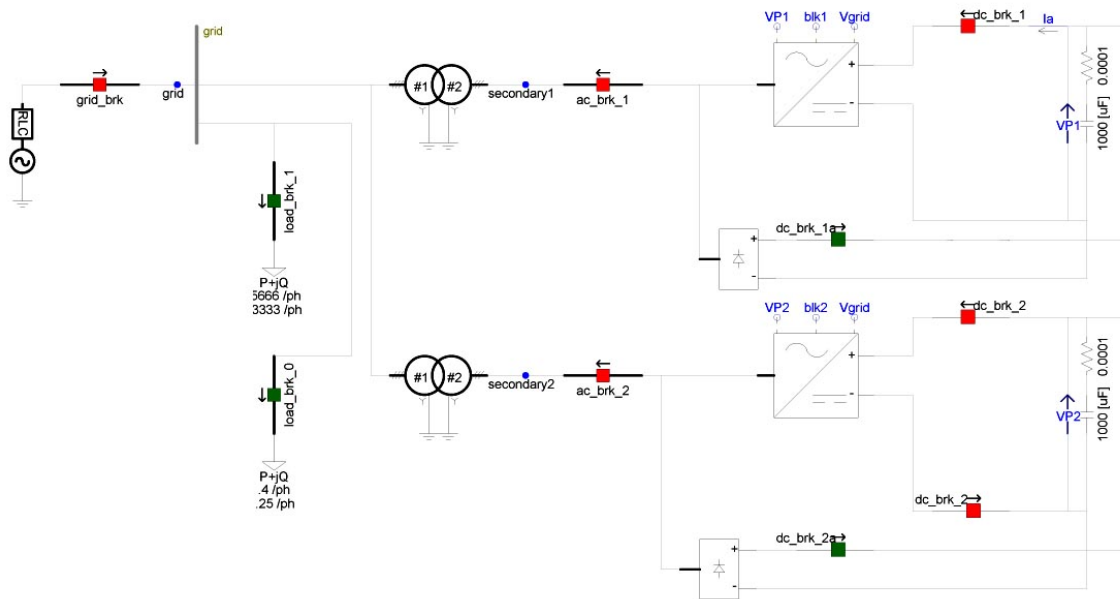 grid
grid_brk
grid
#1
#2
secondary1
ac_brk_1
VP1
blk1
Vgrid
+
-
dc_brk_1
Ia
0.0001
VP1
1000 [uF]
RLC
load_brk_1
P+jQ
5666 /ph
3333 /ph
dc_brk_1a
+
-
load_brk_0
P+jQ
.4 /ph
.25 /ph
#1
#2
secondary2
ac_brk_2
VP2
blk2
Vgrid
+
-
dc_brk_2
0.0001
VP2
1000 [uF]
dc_brk_2
dc_brk_2a
+
-